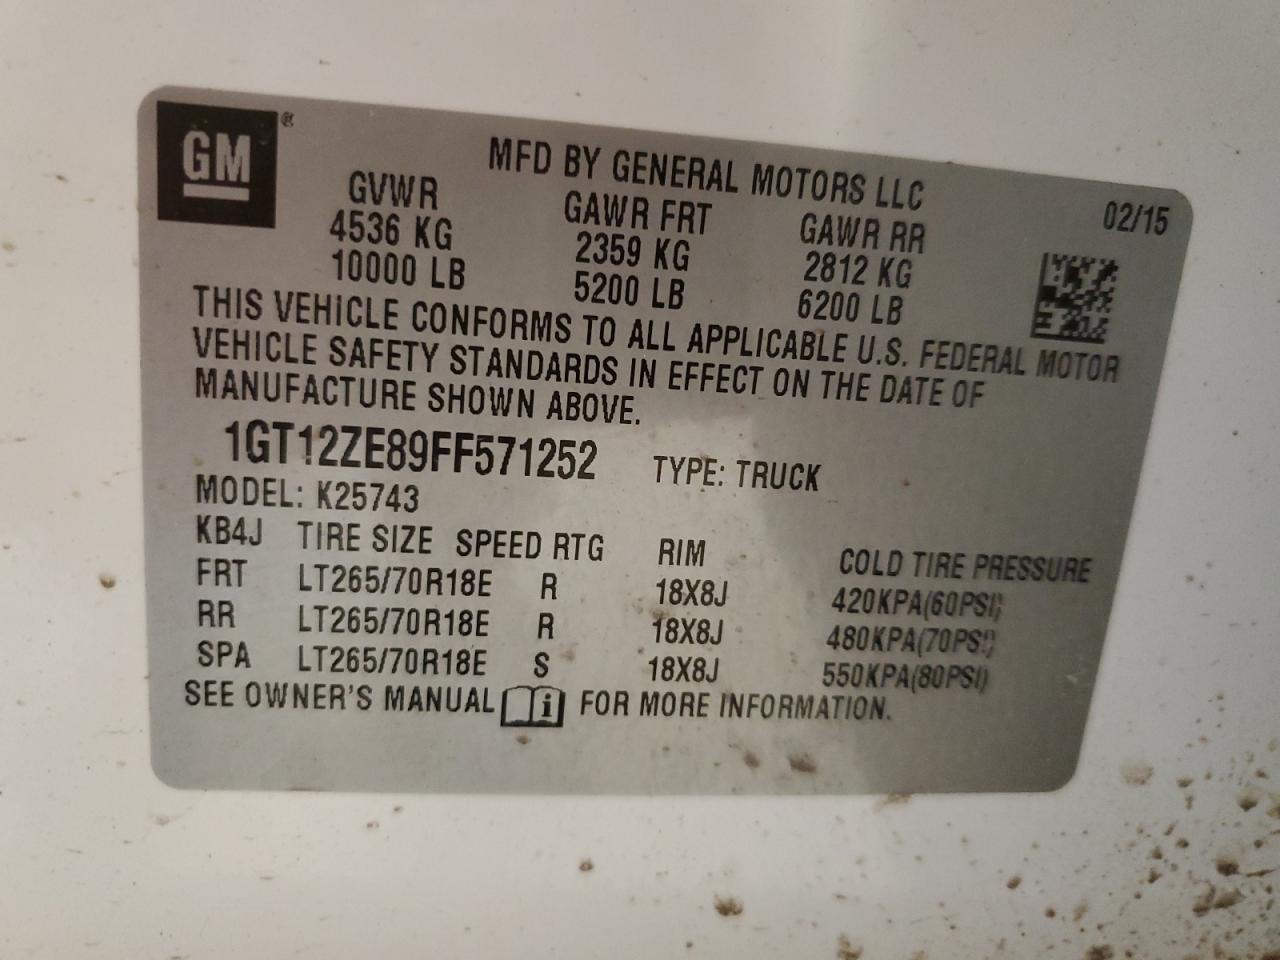 GM®
MFD BY GENERAL MOTORS LLC
02/15
GVWR GAWR FRT GAWR RR
4536 KG 2359 KG 2812 KG
10000 LB 5200 LB 6200 LB
THIS VEHICLE CONFORMS TO ALL APPLICABLE U.S. FEDERAL MOTOR
VEHICLE SAFETY STANDARDS IN EFFECT ON THE DATE OF
MANUFACTURE SHOWN ABOVE.
1GT12ZE89FF571252 TYPE: TRUCK
MODEL: K25743
KB4J TIRE SIZE SPEED RTG RIM COLD TIRE PRESSURE
FRT LT265/70R18E R 18X8J 420KPA(60PSI)
RR LT265/70R18E R 18X8J 480KPA(70PSI)
SPA LT265/70R18E S 18X8J 550KPA(80PSI)
SEE OWNER'S MANUAL i FOR MORE INFORMATION.